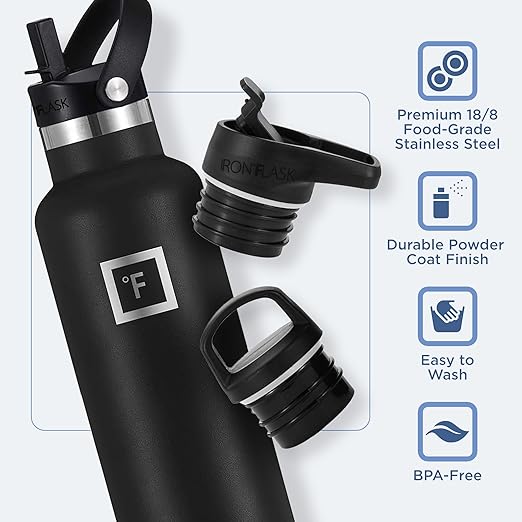 °FLASK
IRON°FLASK
°F
Premium 18/8
Food-Grade
Stainless Steel
Durable Powder
Coat Finish
Easy to
Wash
BPA-Free